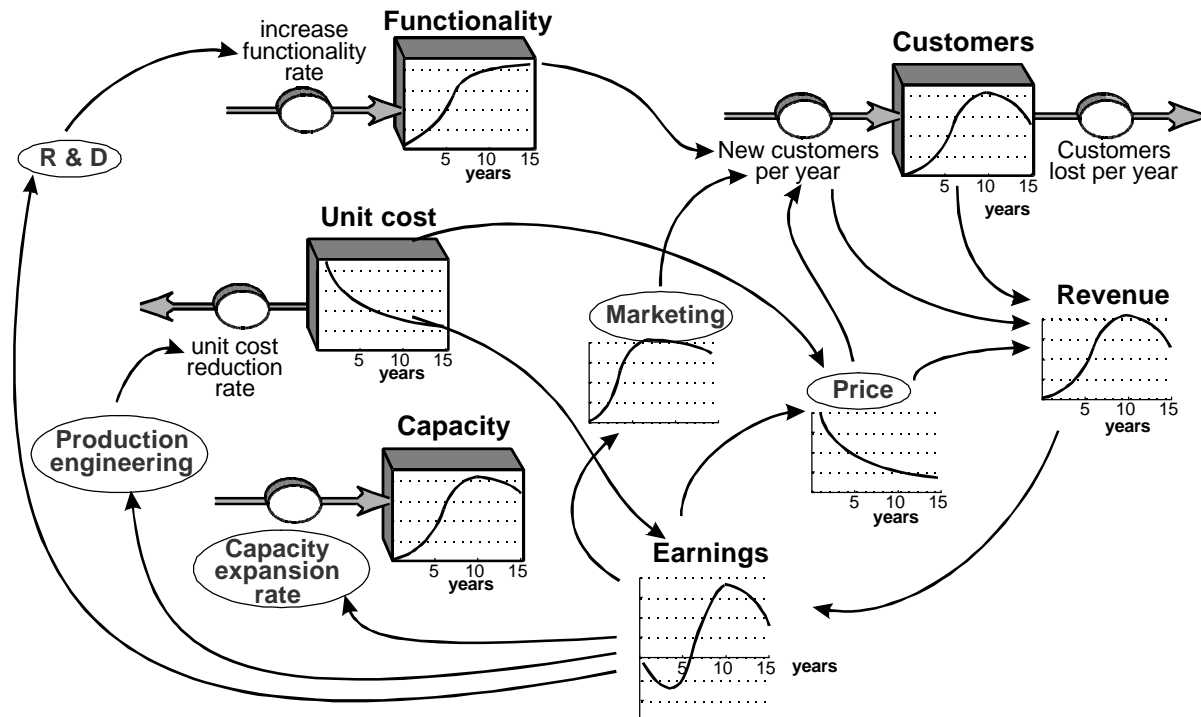 Functionality
increase
functionality
rate
5 10 15
years
R & D
Customers
New customers
per year
Customers
lost per year
5 10 15
years
Unit cost
5 10 15
years
unit cost
reduction
rate
Marketing
Revenue
5 10 15
years
Price
5 10 15
years
Production
engineering
Capacity
5 10 15
years
Capacity
expansion
rate
Earnings
5 10 15
years